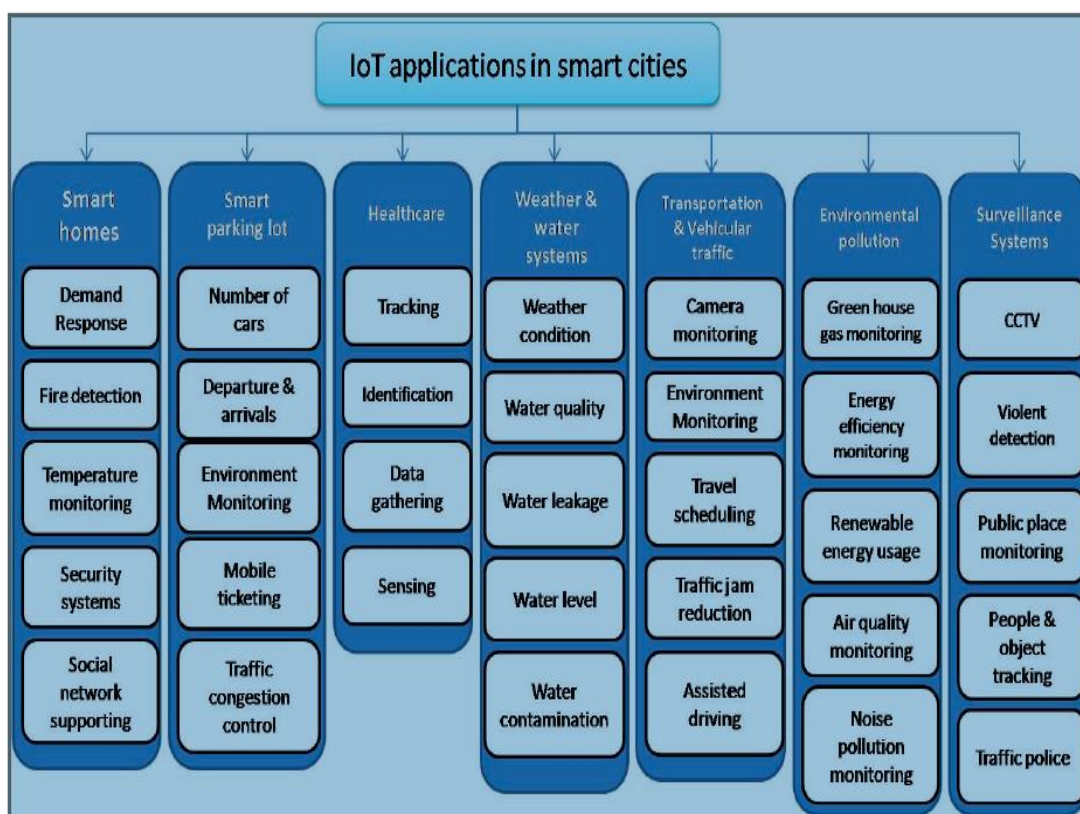 IoT applications in smart cities
Smart
homes
Demand
Response
Fire detection
Temperature
monitoring
Security
systems
Social
network
supporting
Smart
parking lot
Number of
cars
Departure &
arrivals
Environment
Monitoring
Mobile
ticketing
Traffic
congestion
control
Healthcare
Tracking
Identification
Data
gathering
Sensing
Weather &
water
systems
Weather
condition
Water quality
Water leakage
Water level
Water
contamination
Transportation
& Vehicular
traffic
Camera
monitoring
Environment
Monitoring
Travel
scheduling
Traffic jam
reduction
Assisted
driving
Environmental
pollution
Green house
gas monitoring
Energy
efficiency
monitoring
Renewable
energy usage
Air quality
monitoring
Noise
pollution
monitoring
Surveillance
Systems
CCTV
Violent
detection
Public place
monitoring
People &
object
tracking
Traffic police